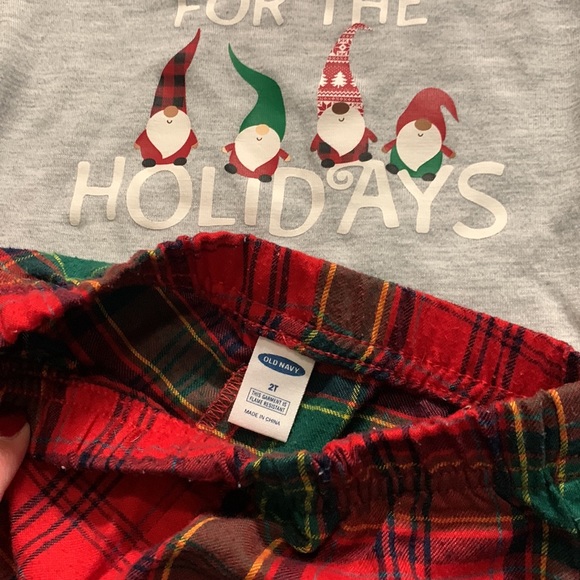 FOR THE
HOLIDAYS
OLD NAVY
2T
THIS GARMENT IS
FLAME RESISTANT
MADE IN CHINA